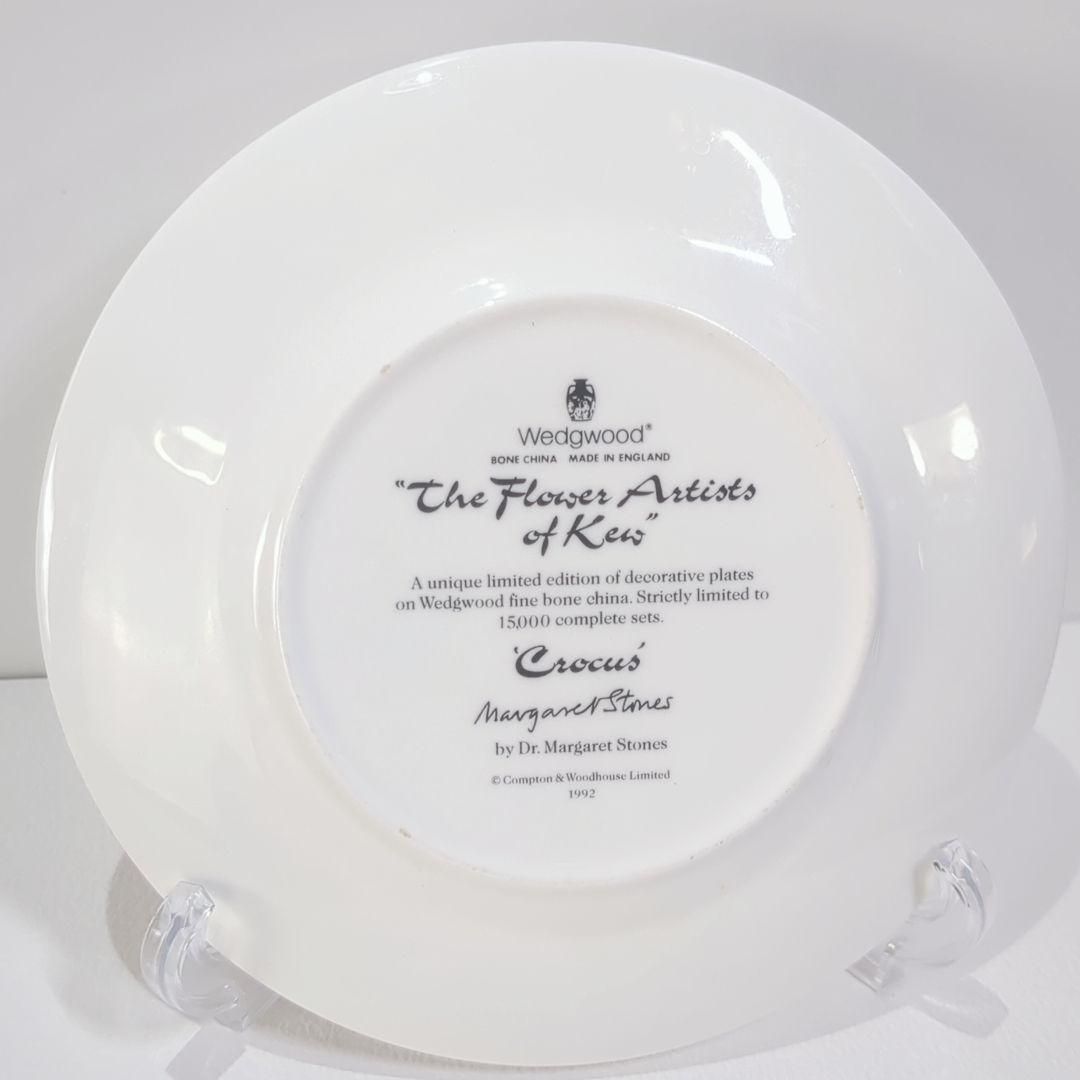 Wedgwood®
BONE CHINA MADE IN ENGLAND
"The Flower Artists
of Kew"
A unique limited edition of decorative plates
on Wedgwood fine bone china. Strictly limited to
15,000 complete sets.
'Crocus'
Margaret Stones
by Dr. Margaret Stones
© Compton & Woodhouse Limited
1992